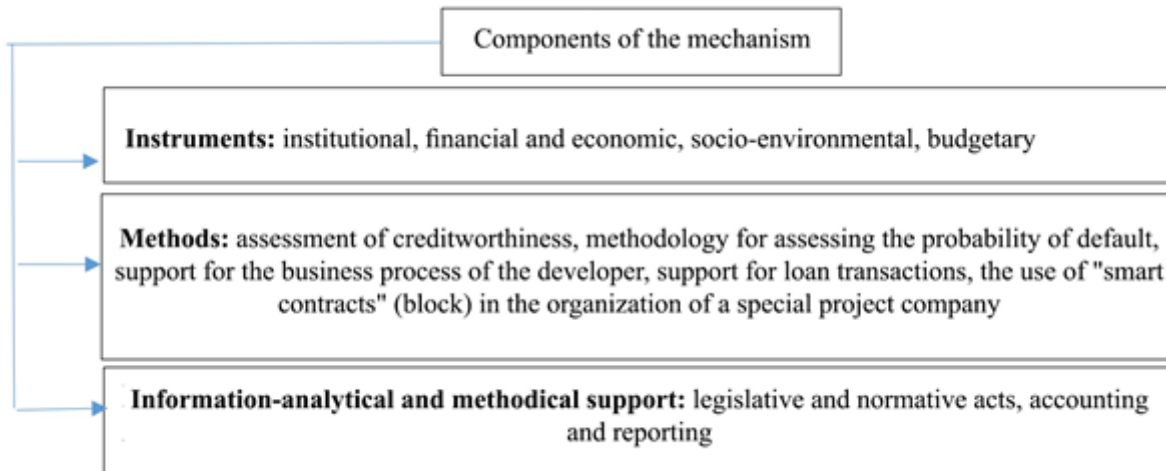 Components of the mechanism
Instruments: institutional, financial and economic, socio-environmental, budgetary
Methods: assessment of creditworthiness, methodology for assessing the probability of default,
support for the business process of the developer, support for loan transactions, the use of "smart
contracts" (block) in the organization of a special project company
Information-analytical and methodical support: legislative and normative acts, accounting
and reporting